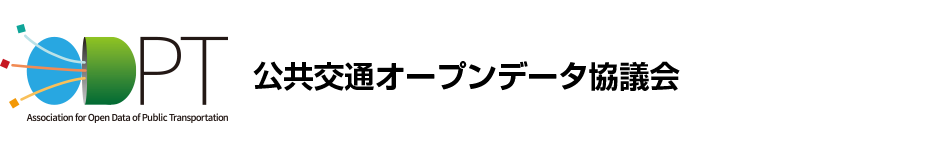 ODPT
Association for Open Data of Public Transportation
公共交通オープンデータ協議会